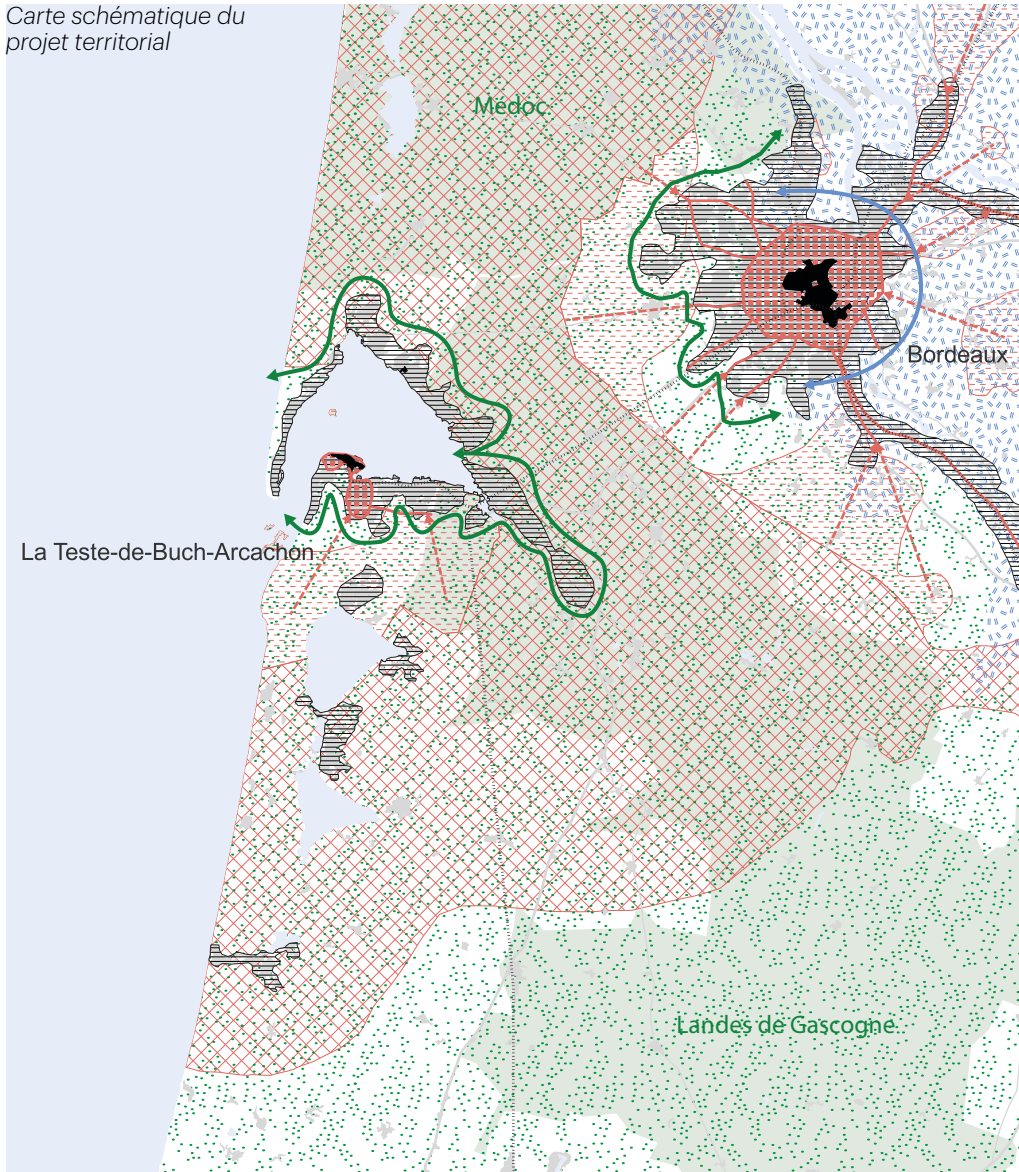 Carte schématique du
projet territorial
Médoc
Bordeaux
La Teste-de-Buch-Arcachon
Landes de Gascogne